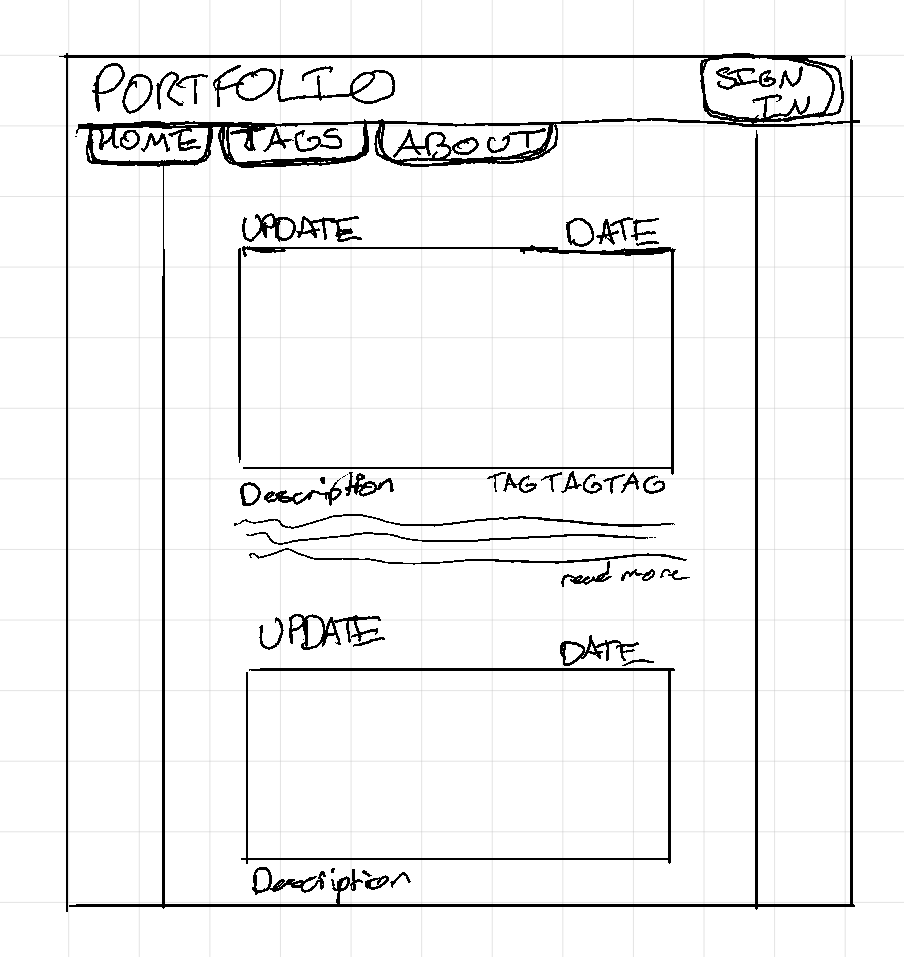 PORTFOLIO
SIGN
IN
HOME TAGS ABOUT
UPDATE DATE
Description TAGTAGTAG
read more
UPDATE
DATE
Description